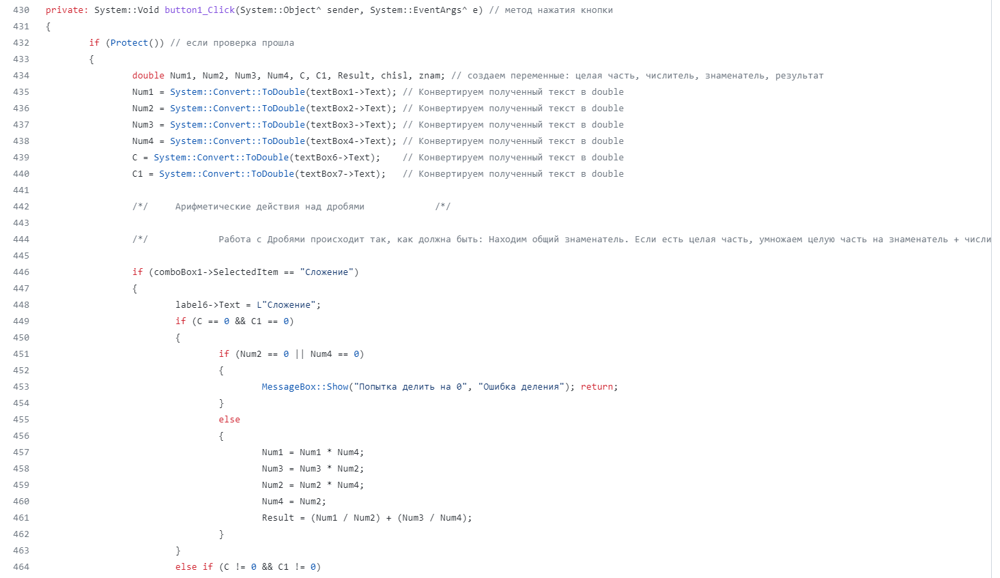 430 private: System::Void button1_Click(System::Object^ sender, System::EventArgs^ e) // метод нажатия кнопки
431 {
432 if (Protect()) // если проверка прошла
433 {
434 double Num1, Num2, Num3, Num4, C, C1, Result, chisl, znam; // создаем переменные: целая часть, числитель, знаменатель, результат
435 Num1 = System::Convert::ToDouble(textBox1->Text); // Конвертируем полученный текст в double
436 Num2 = System::Convert::ToDouble(textBox2->Text); // Конвертируем полученный текст в double
437 Num3 = System::Convert::ToDouble(textBox3->Text); // Конвертируем полученный текст в double
438 Num4 = System::Convert::ToDouble(textBox4->Text); // Конвертируем полученный текст в double
439 C = System::Convert::ToDouble(textBox6->Text); // Конвертируем полученный текст в double
440 C1 = System::Convert::ToDouble(textBox7->Text); // Конвертируем полученный текст в double
441
442 /*/ Арифметические действия над дробями /*/
443
444 /*/ Работа с Дробями происходит так, как должна быть: Находим общий знаменатель. Если есть целая часть, умножаем целую часть на знаменатель + числи
445
446 if (comboBox1->SelectedItem == "Сложение")
447 {
448 label6->Text = L"Сложение";
449 if (C == 0 && C1 == 0)
450 {
451 if (Num2 == 0 || Num4 == 0)
452 {
453 MessageBox::Show("Попытка делить на 0", "Ошибка деления"); return;
454 }
455 else
456 {
457 Num1 = Num1 * Num4;
458 Num3 = Num3 * Num2;
459 Num2 = Num2 * Num4;
460 Num4 = Num2;
461 Result = (Num1 / Num2) + (Num3 / Num4);
462 }
463 }
464 else if (C != 0 && C1 != 0)